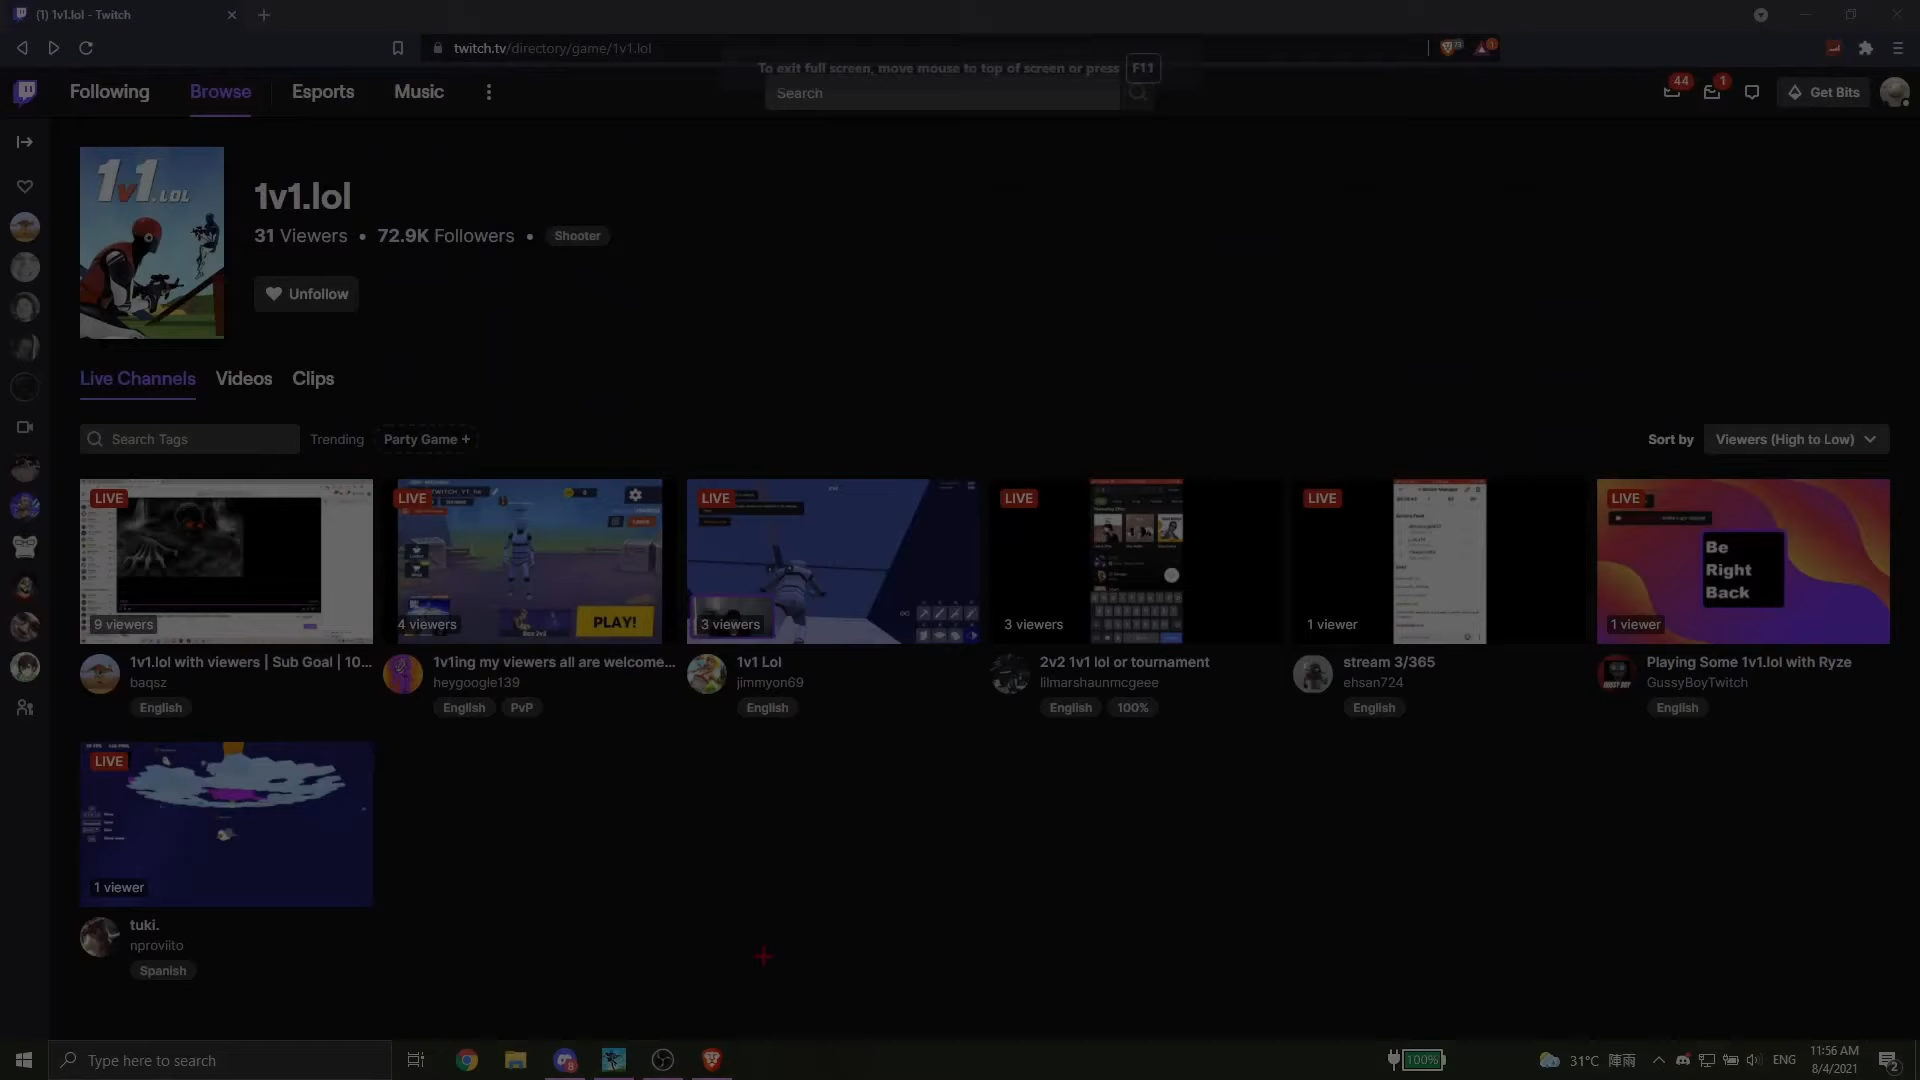 (1) 1v1.lol - Twitch
twitch.tv/directory/game/1v1.lol
73
1
To exit full screen, move mouse to top of screen or press F11
Following
Browse
Esports
Music
Search
44
1
Get Bits
1v1.LOL
1v1.lol
31 Viewers • 72.9K Followers • Shooter
Unfollow
Live Channels
Videos
Clips
Search Tags
Trending
Party Game +
Sort by
Viewers (High to Low)
LIVE
9 viewers
1v1.lol with viewers | Sub Goal | 10...
baqsz
English
LIVE
PLAY!
4 viewers
1v1ing my viewers all are welcome...
heygoogle139
English
PvP
LIVE
3 viewers
1v1 Lol
jimmyon69
English
LIVE
3 viewers
2v2 1v1 lol or tournament
lilmarshaunmcgeee
English
100%
LIVE
1 viewer
stream 3/365
ehsan724
English
LIVE
Be
Right
Back
1 viewer
Playing Some 1v1.lol with Ryze
GussyBoyTwitch
English
LIVE
1 viewer
tuki.
nproviito
Spanish
Type here to search
8
100%
31°C 陣雨
ENG
11:56 AM
8/4/2021
2